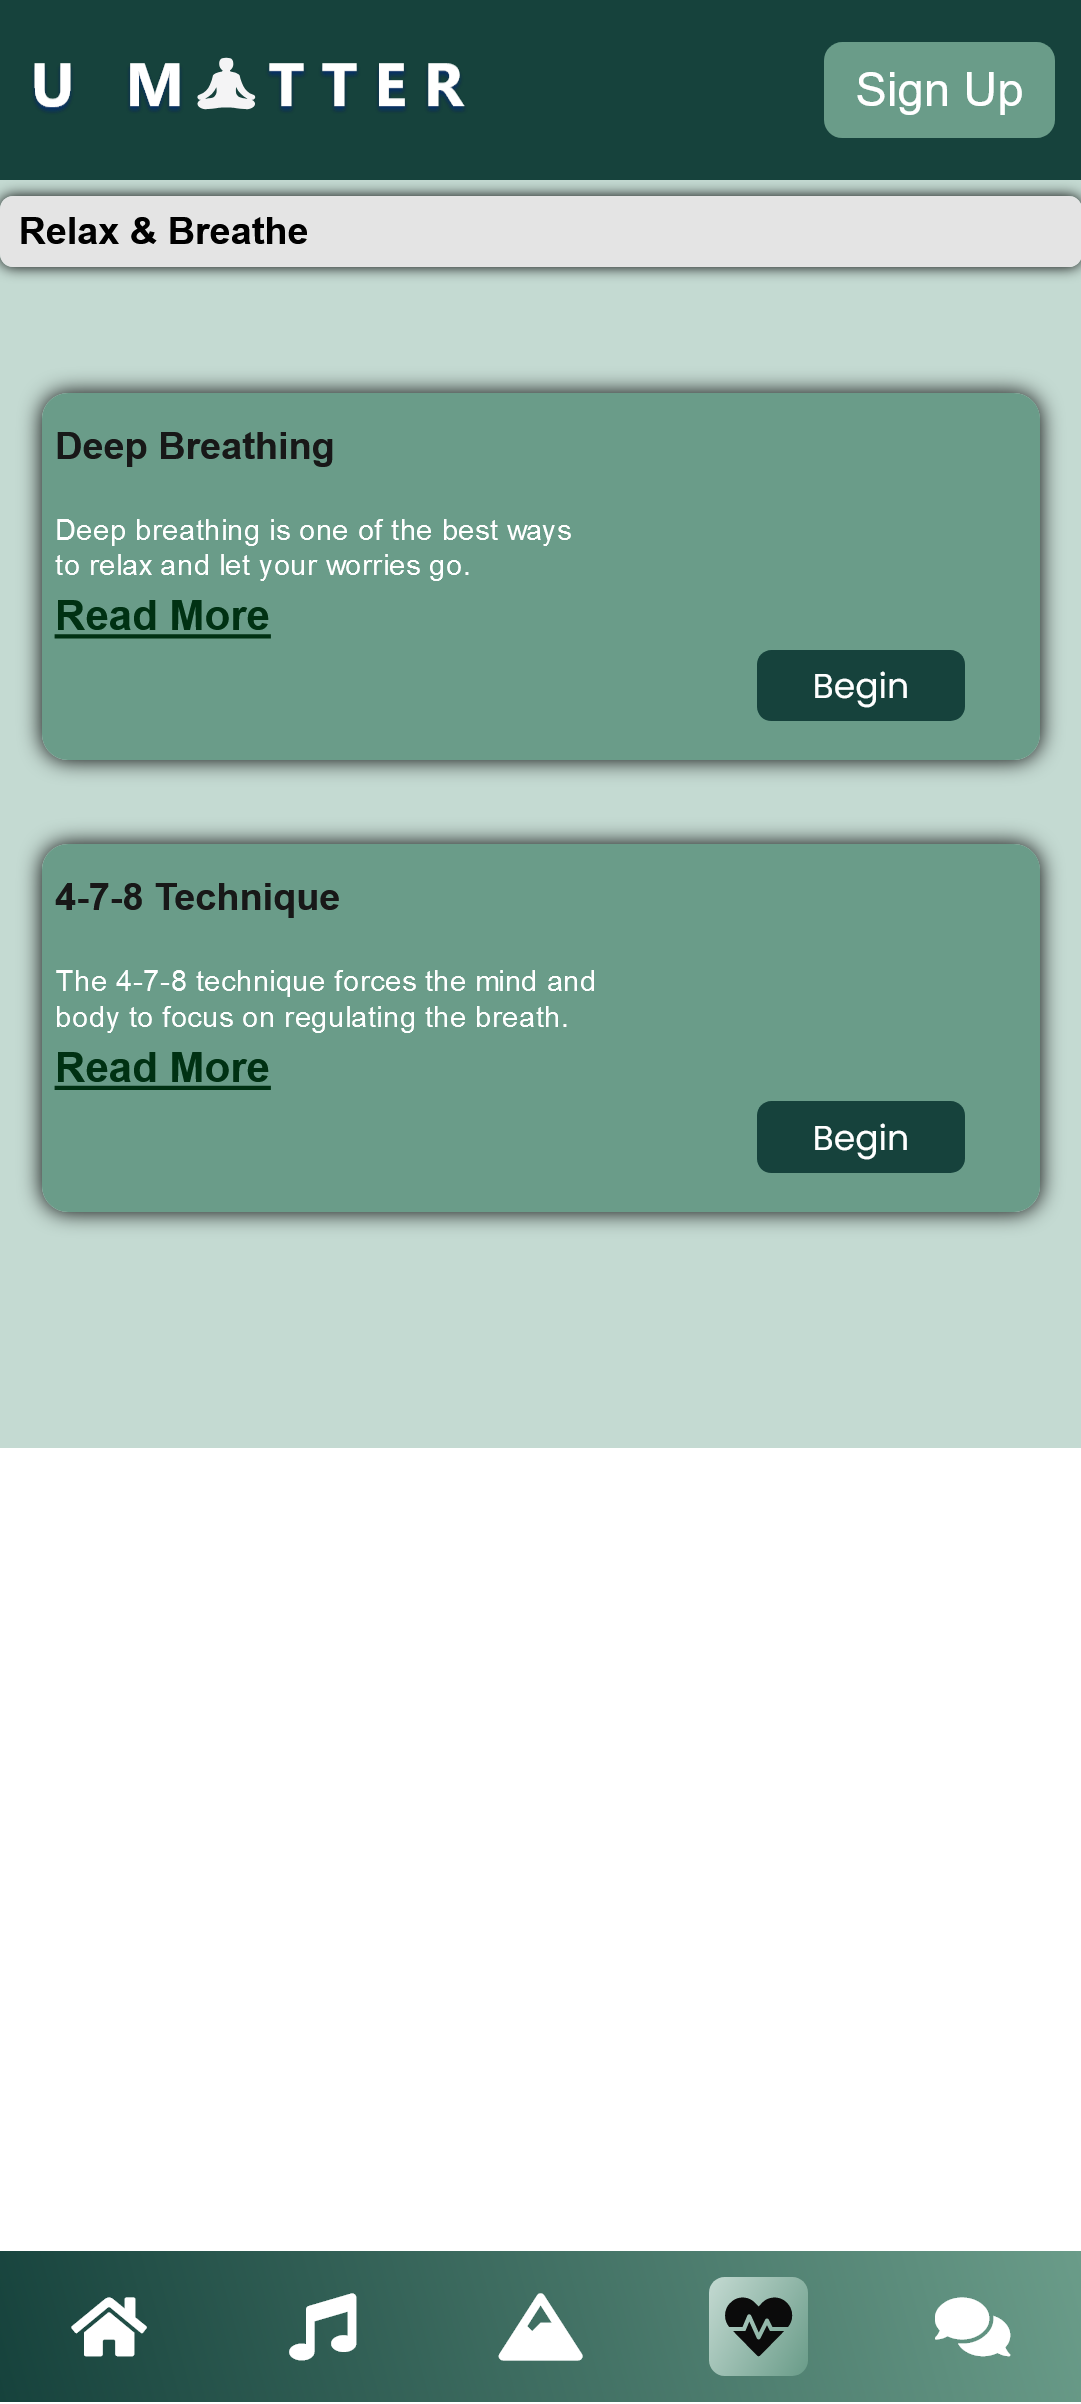 U MATTER
Sign Up
Relax & Breathe
Deep Breathing
Deep breathing is one of the best ways
to relax and let your worries go.
Read More
Begin
4-7-8 Technique
The 4-7-8 technique forces the mind and
body to focus on regulating the breath.
Read More
Begin